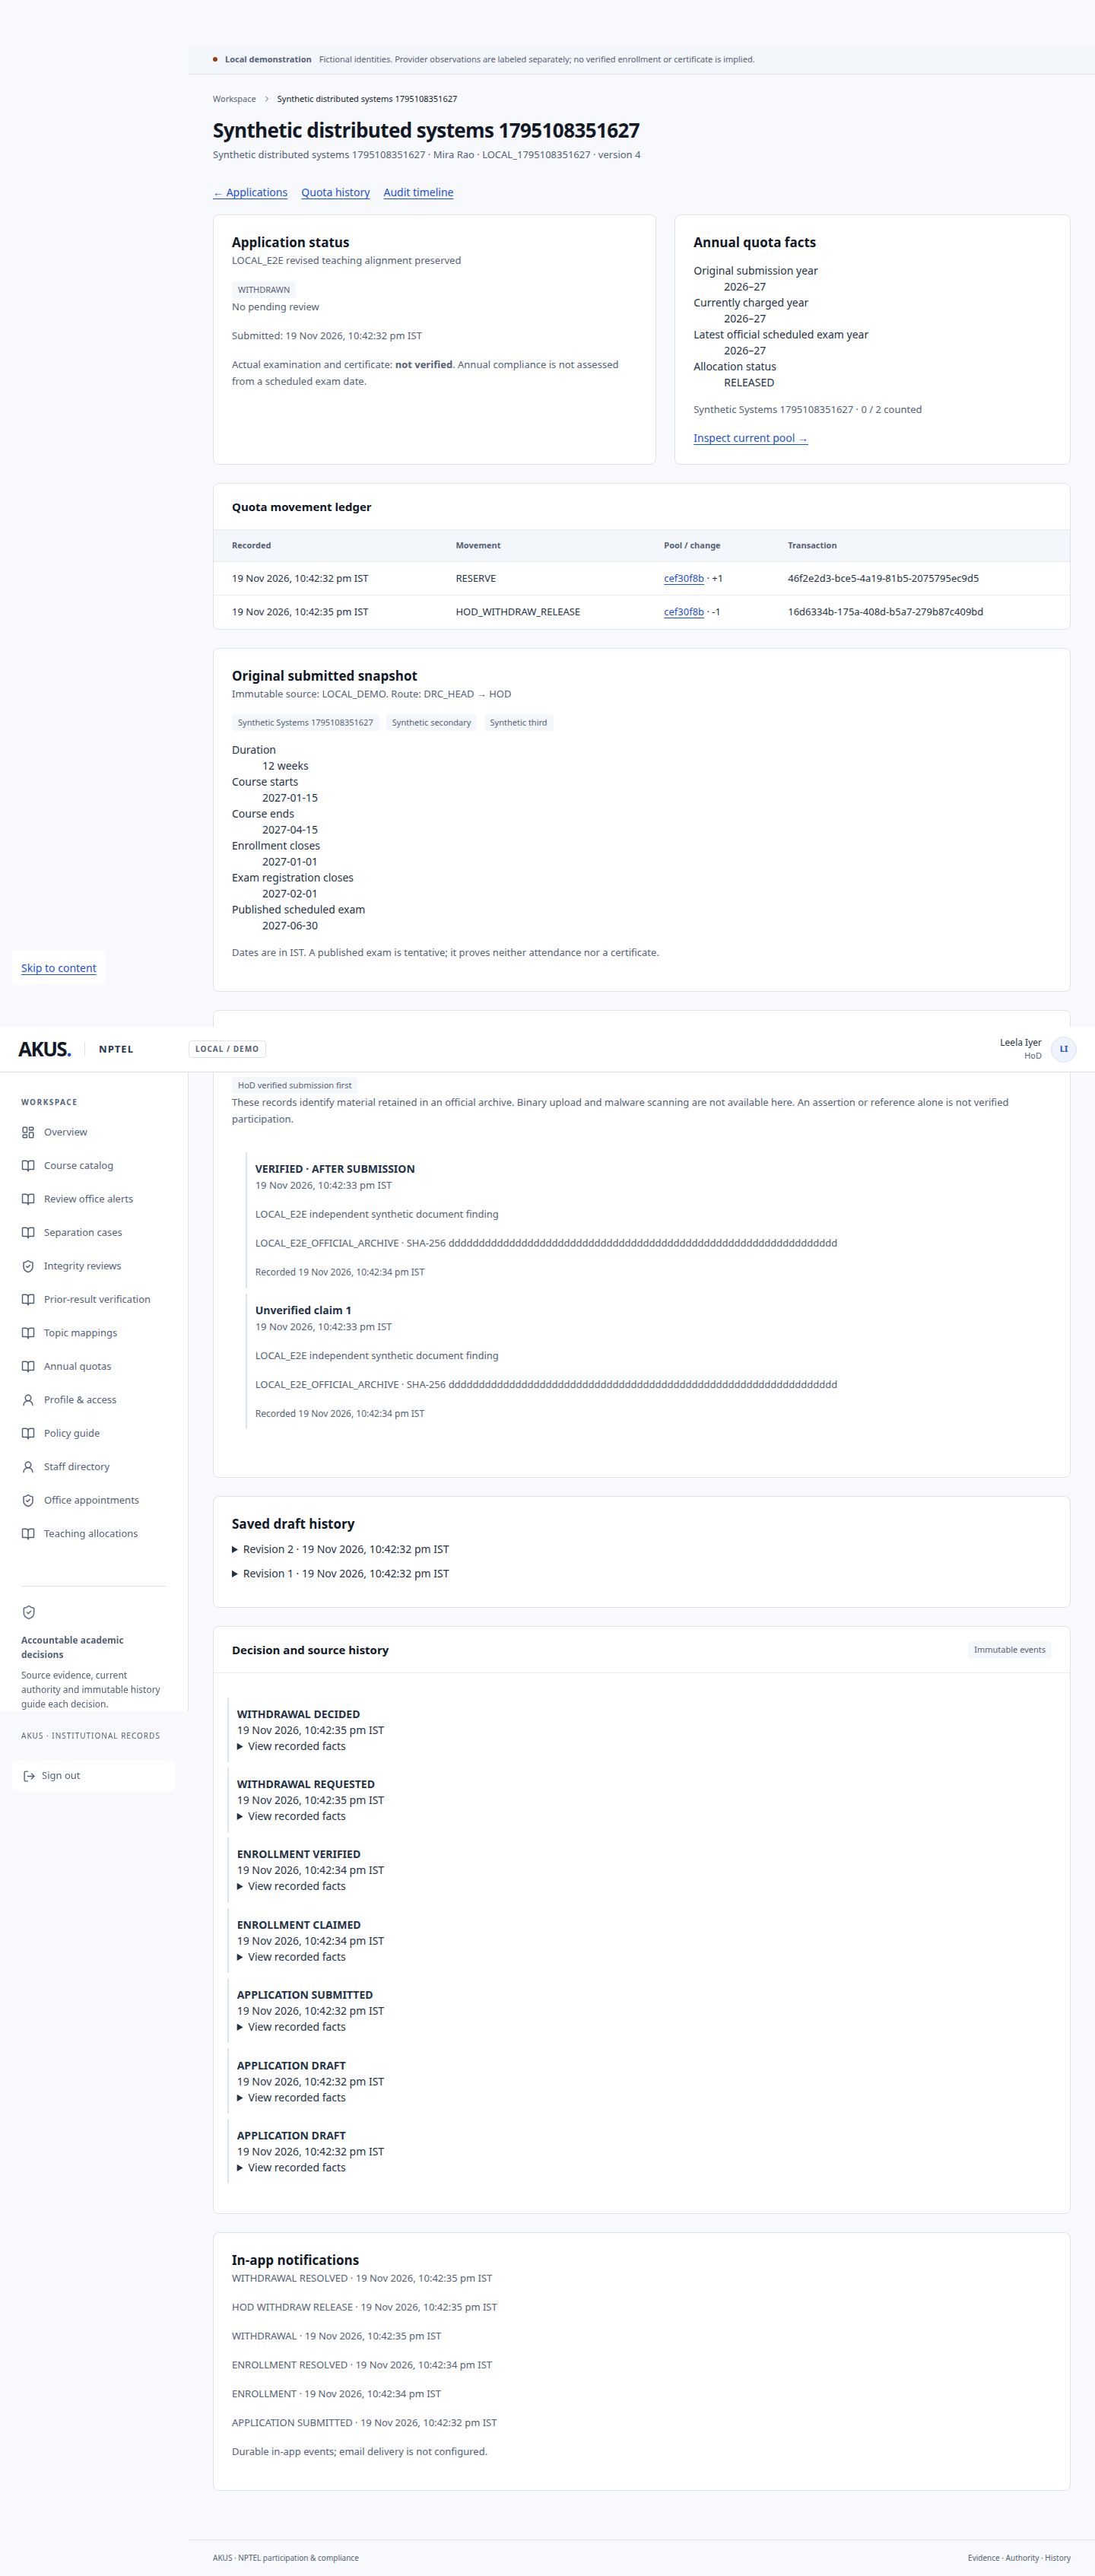 Local demonstration Fictional identities. Provider observations are labeled separately; no verified enrollment or certificate is implied.
Workspace > Synthetic distributed systems 1795108351627
Synthetic distributed systems 1795108351627
Synthetic distributed systems 1795108351627 · Mira Rao · LOCAL_1795108351627 · version 4
← Applications Quota history Audit timeline
Application status
LOCAL_E2E revised teaching alignment preserved
WITHDRAWN
No pending review
Submitted: 19 Nov 2026, 10:42:32 pm IST
Actual examination and certificate: not verified. Annual compliance is not assessed
from a scheduled exam date.
Annual quota facts
Original submission year
2026–27
Currently charged year
2026–27
Latest official scheduled exam year
2026–27
Allocation status
RELEASED
Synthetic Systems 1795108351627 · 0 / 2 counted
Inspect current pool →
Quota movement ledger
Recorded Movement Pool / change Transaction
19 Nov 2026, 10:42:32 pm IST RESERVE cef30f8b · +1 46f2e2d3-bce5-4a19-81b5-2075795ec9d5
19 Nov 2026, 10:42:35 pm IST HOD_WITHDRAW_RELEASE cef30f8b · -1 16d6334b-175a-408d-b5a7-279b87c409bd
Original submitted snapshot
Immutable source: LOCAL_DEMO. Route: DRC_HEAD → HOD
Synthetic Systems 1795108351627 Synthetic secondary Synthetic third
Duration
12 weeks
Course starts
2027-01-15
Course ends
2027-04-15
Enrollment closes
2027-01-01
Exam registration closes
2027-02-01
Published scheduled exam
2027-06-30
Dates are in IST. A published exam is tentative; it proves neither attendance nor a certificate.
Skip to content
AKUS. NPTEL LOCAL / DEMO Leela Iyer
HoD
LI
WORKSPACE
Overview
Course catalog
Review office alerts
Separation cases
Integrity reviews
Prior-result verification
Topic mappings
Annual quotas
Profile & access
Policy guide
Staff directory
Office appointments
Teaching allocations
Accountable academic
decisions
Source evidence, current
authority and immutable history
guide each decision.
AKUS · INSTITUTIONAL RECORDS
Sign out
HoD verified submission first
These records identify material retained in an official archive. Binary upload and malware scanning are not available here. An assertion or reference alone is not verified
participation.
VERIFIED · AFTER SUBMISSION
19 Nov 2026, 10:42:33 pm IST
LOCAL_E2E independent synthetic document finding
LOCAL_E2E_OFFICIAL_ARCHIVE · SHA-256 dddddddddddddddddddddddddddddddddddddddddddddddddddddddddddddddd
Recorded 19 Nov 2026, 10:42:34 pm IST
Unverified claim 1
19 Nov 2026, 10:42:33 pm IST
LOCAL_E2E independent synthetic document finding
LOCAL_E2E_OFFICIAL_ARCHIVE · SHA-256 dddddddddddddddddddddddddddddddddddddddddddddddddddddddddddddddd
Recorded 19 Nov 2026, 10:42:34 pm IST
Saved draft history
Revision 2 · 19 Nov 2026, 10:42:32 pm IST
Revision 1 · 19 Nov 2026, 10:42:32 pm IST
Decision and source history Immutable events
WITHDRAWAL DECIDED
19 Nov 2026, 10:42:35 pm IST
View recorded facts
WITHDRAWAL REQUESTED
19 Nov 2026, 10:42:35 pm IST
View recorded facts
ENROLLMENT VERIFIED
19 Nov 2026, 10:42:34 pm IST
View recorded facts
ENROLLMENT CLAIMED
19 Nov 2026, 10:42:34 pm IST
View recorded facts
APPLICATION SUBMITTED
19 Nov 2026, 10:42:32 pm IST
View recorded facts
APPLICATION DRAFT
19 Nov 2026, 10:42:32 pm IST
View recorded facts
APPLICATION DRAFT
19 Nov 2026, 10:42:32 pm IST
View recorded facts
In-app notifications
WITHDRAWAL RESOLVED · 19 Nov 2026, 10:42:35 pm IST
HOD WITHDRAW RELEASE · 19 Nov 2026, 10:42:35 pm IST
WITHDRAWAL · 19 Nov 2026, 10:42:35 pm IST
ENROLLMENT RESOLVED · 19 Nov 2026, 10:42:34 pm IST
ENROLLMENT · 19 Nov 2026, 10:42:34 pm IST
APPLICATION SUBMITTED · 19 Nov 2026, 10:42:32 pm IST
Durable in-app events; email delivery is not configured.
AKUS · NPTEL participation & compliance Evidence · Authority · History